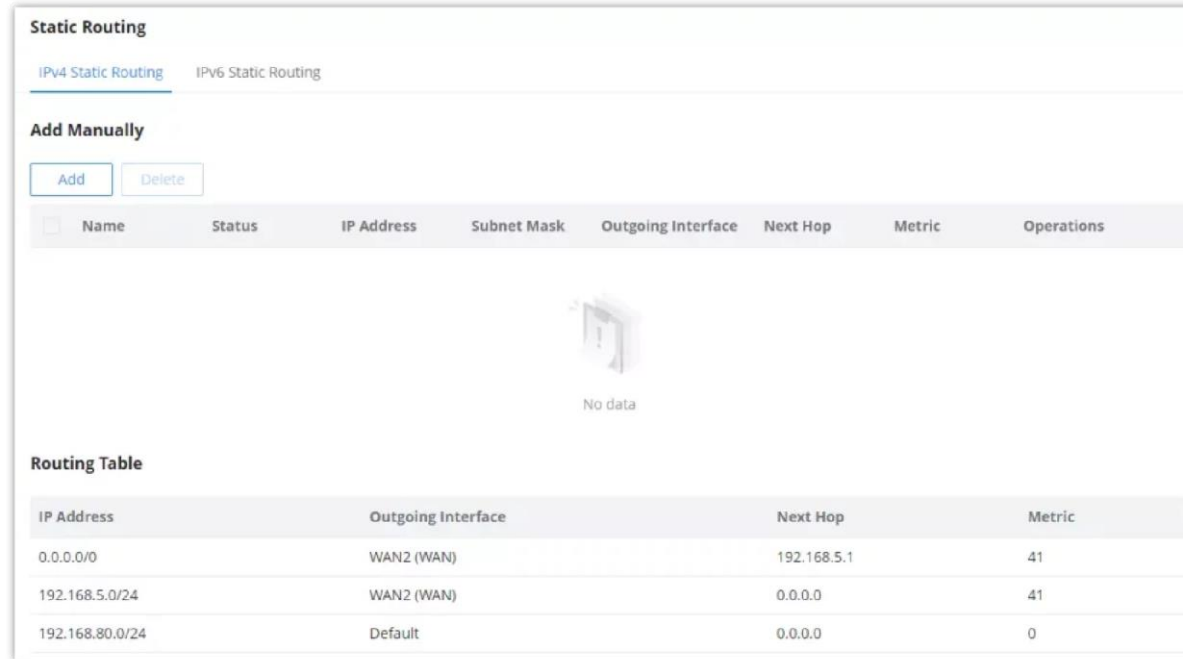 Static Routing
IPv4 Static Routing IPv6 Static Routing
Add Manually
Add Delete
Name Status IP Address Subnet Mask Outgoing Interface Next Hop Metric Operations
No data
Routing Table
IP Address Outgoing Interface Next Hop Metric
0.0.0.0/0 WAN2 (WAN) 192.168.5.1 41
192.168.5.0/24 WAN2 (WAN) 0.0.0.0 41
192.168.80.0/24 Default 0.0.0.0 0